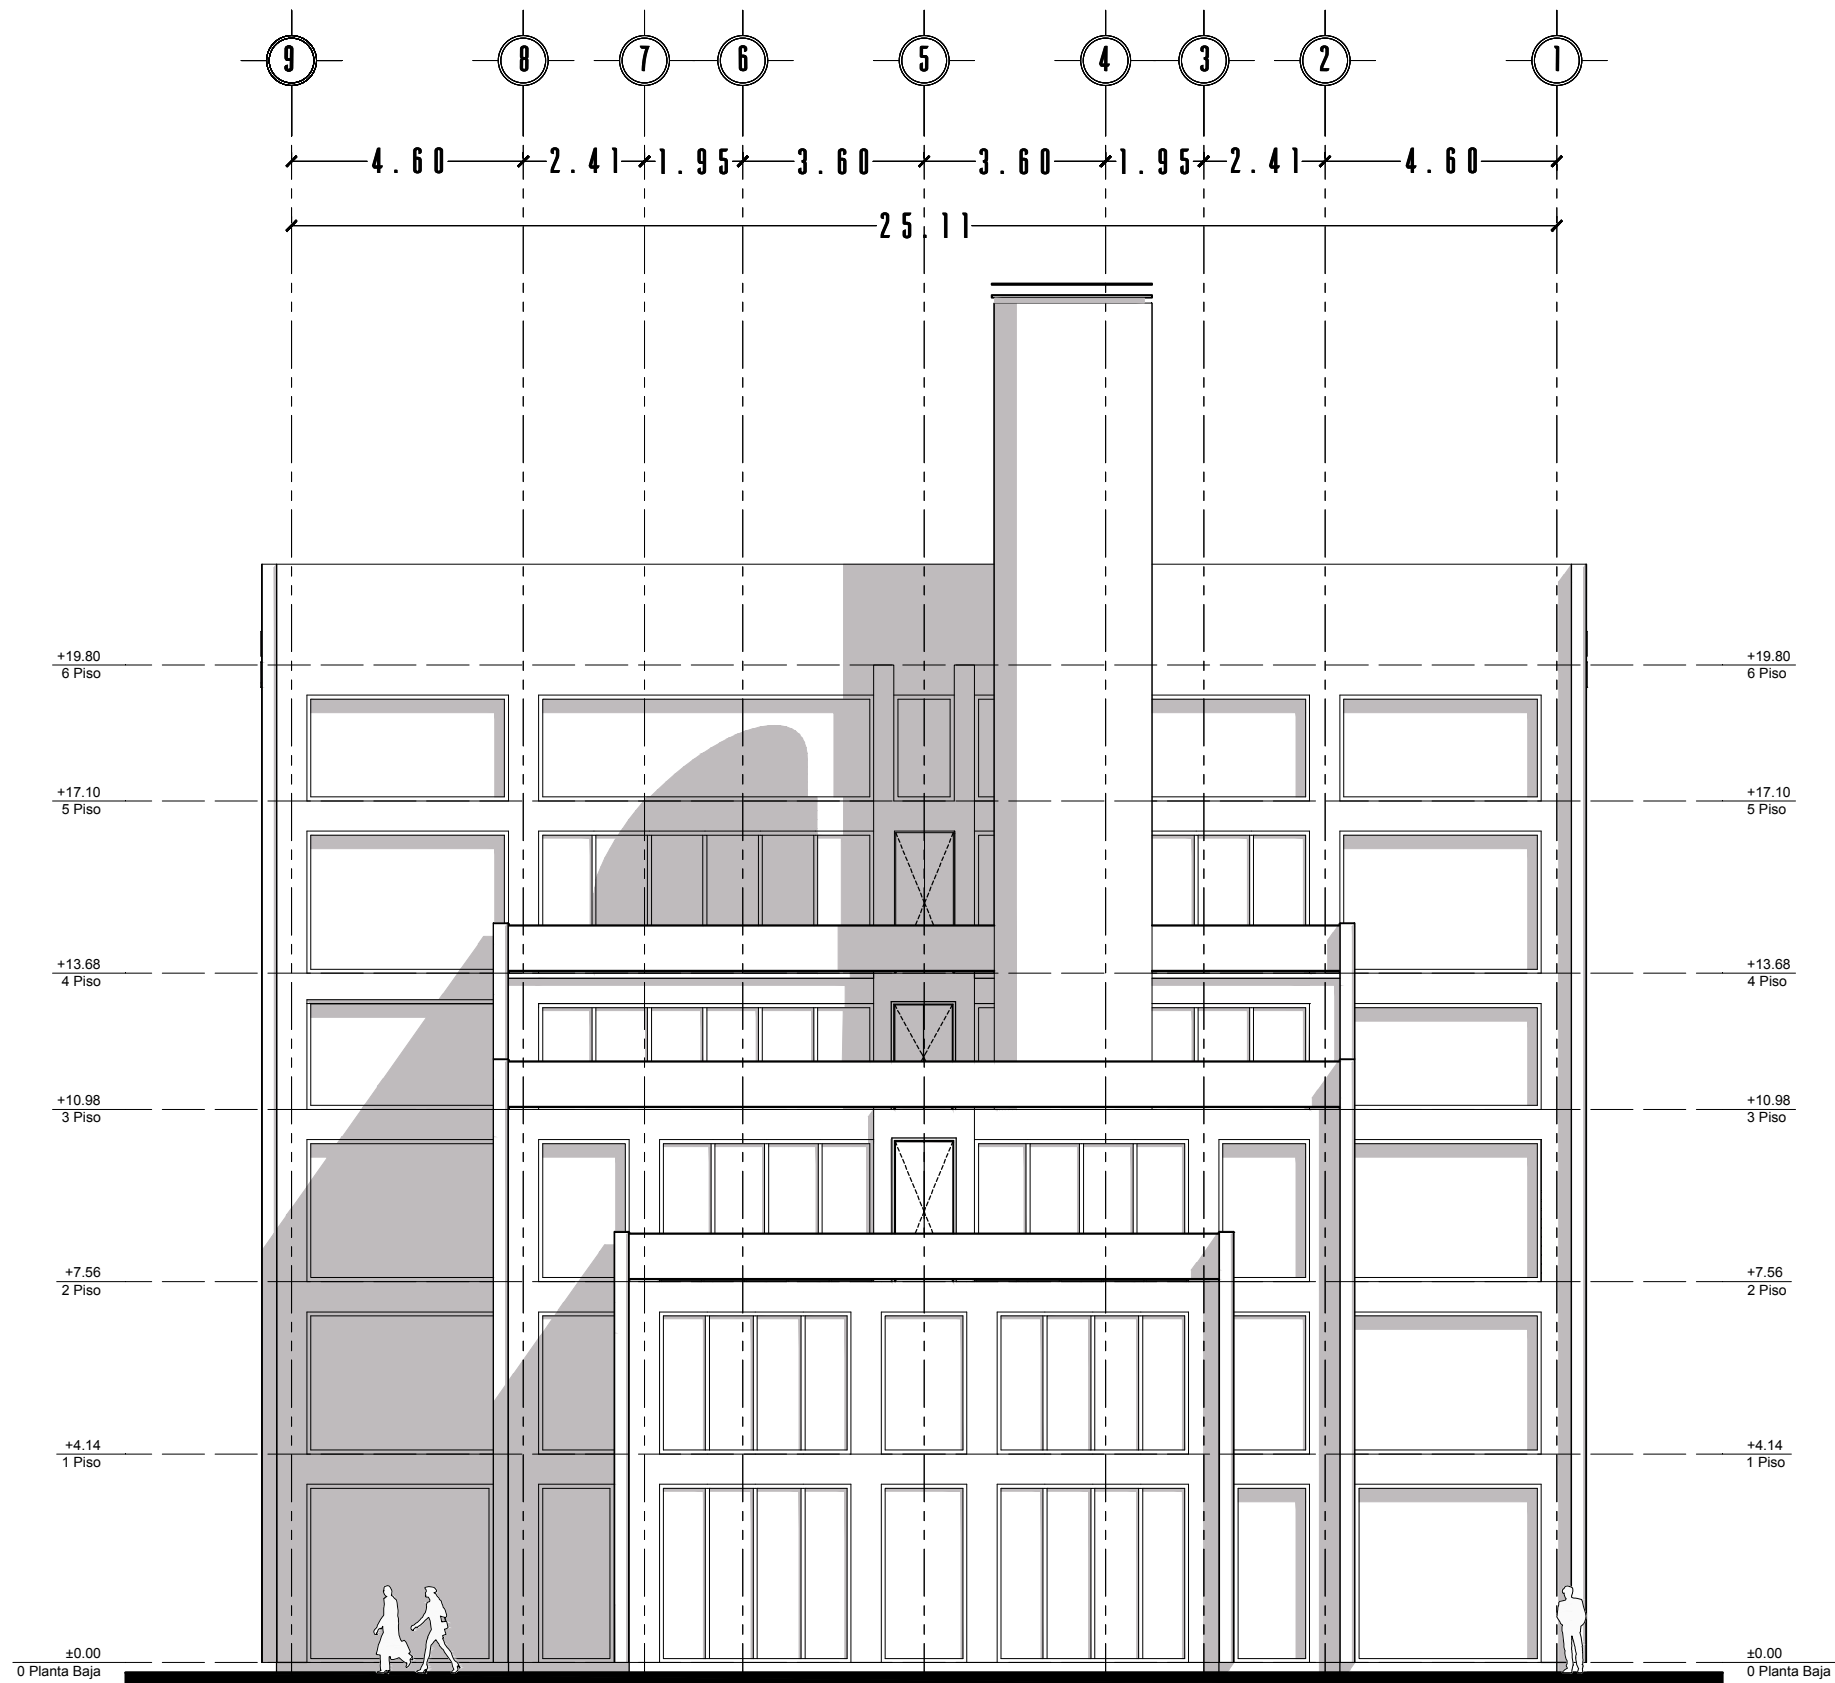 9 8 7 6 5 4 3 2 1
4.60 2.41 1.95 3.60 3.60 1.95 2.41 4.60
25.11
+19.80 +19.80
6 Piso 6 Piso
+17.10 +17.10
5 Piso 5 Piso
+13.68 +13.68
4 Piso 4 Piso
+10.98 +10.98
3 Piso 3 Piso
+7.56 +7.56
2 Piso 2 Piso
+4.14 +4.14
1 Piso 1 Piso
±0.00 ±0.00
0 Planta Baja 0 Planta Baja